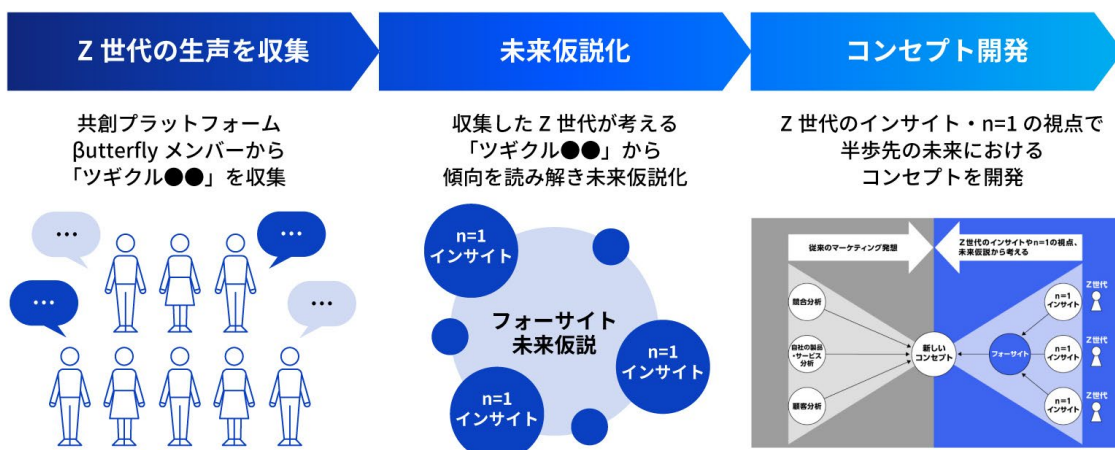 Z 世代の生声を収集
未来仮説化
コンセプト開発
共創プラットフォーム
βutterfly メンバーから
「ツギクル●●」を収集
収集した Z 世代が考える
「ツギクル●●」から
傾向を読み解き未来仮説化
Z 世代のインサイト・n=1 の視点で
半歩先の未来における
コンセプトを開発
…
…
…
…
n=1
インサイト
フォーサイト
未来仮説
n=1
インサイト
n=1
インサイト
従来のマーケティング発想
Z世代のインサイトやn=1の視点、
未来仮説から考える
競合分析
自社の製品
・サービス
分析
顧客分析
新しい
コンセプト
フォーサイト
n=1
インサイト
Z世代
n=1
インサイト
Z世代
n=1
インサイト
Z世代